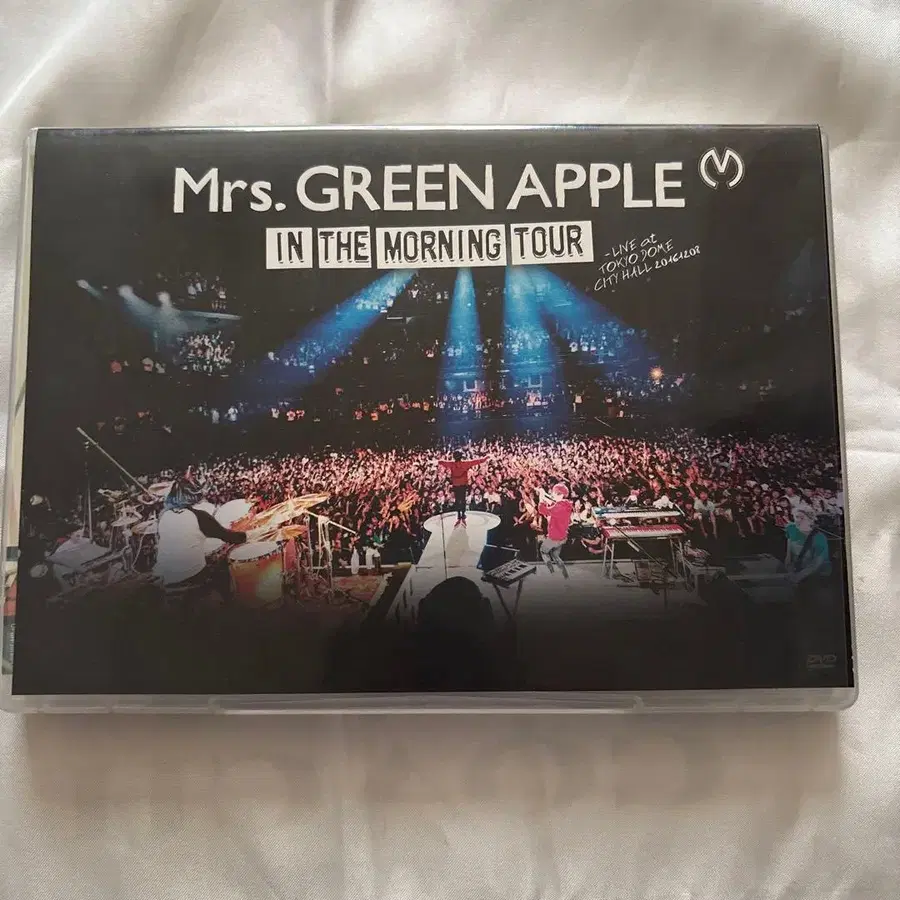 Mrs. GREEN APPLE
IN THE MORNING TOUR
-LIVE at
TOKYO DOME
CITY HALL 20161208
DVD